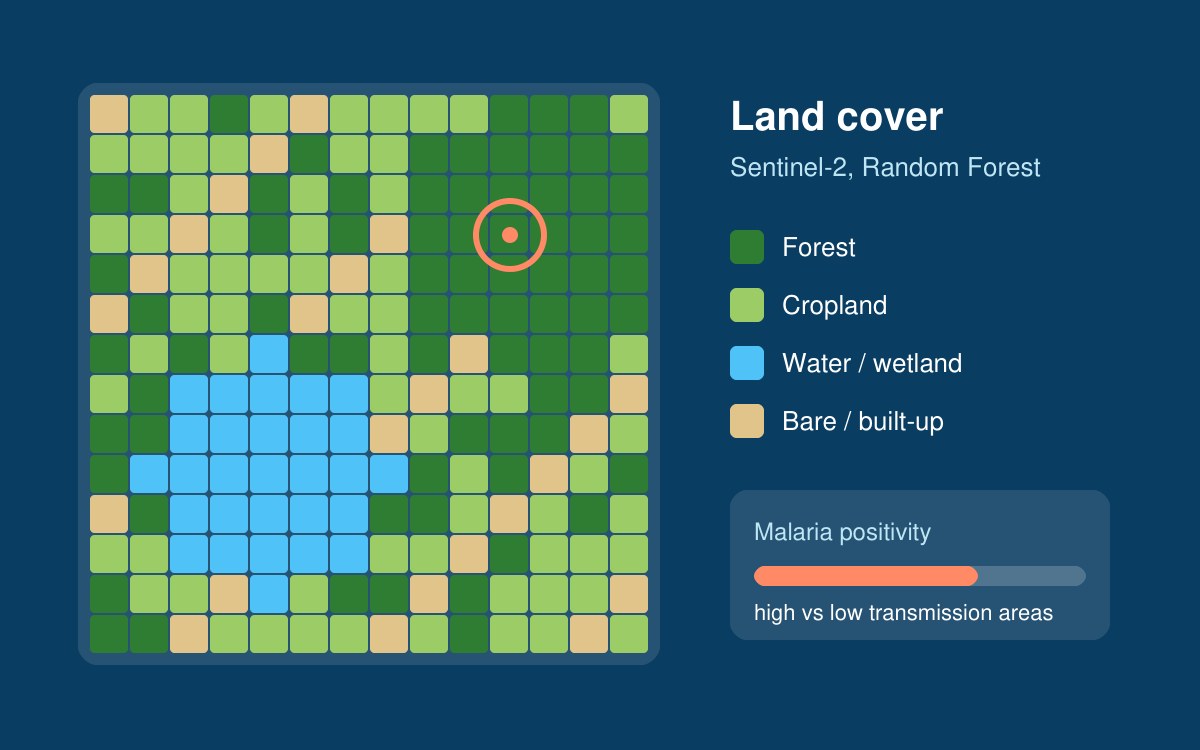 Land cover
Sentinel-2, Random Forest
Forest
Cropland
Water / wetland
Bare / built-up
Malaria positivity
high vs low transmission areas